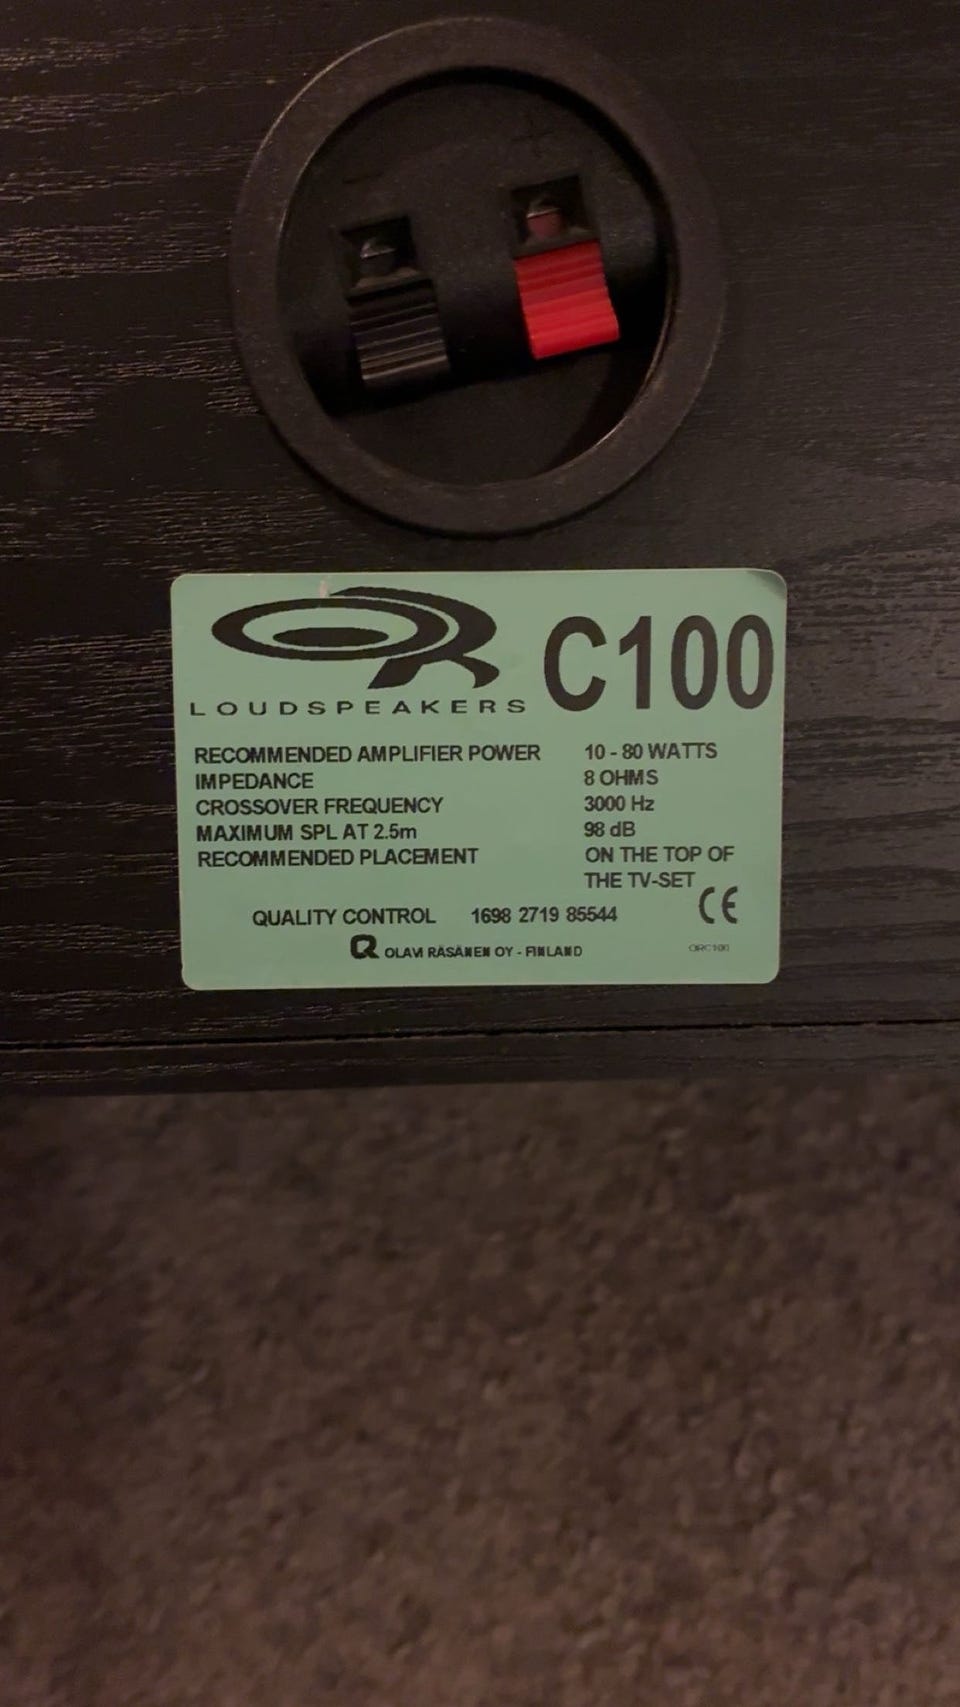 - +
OR C100
LOUDSPEAKERS
RECOMMENDED AMPLIFIER POWER 10 - 80 WATTS
IMPEDANCE 8 OHMS
CROSSOVER FREQUENCY 3000 Hz
MAXIMUM SPL AT 2.5m 98 dB
RECOMMENDED PLACEMENT ON THE TOP OF
THE TV-SET
CE
QUALITY CONTROL 1698 2719 85544
OLAVI RÄSÄNEN OY - FINLAND ORC100